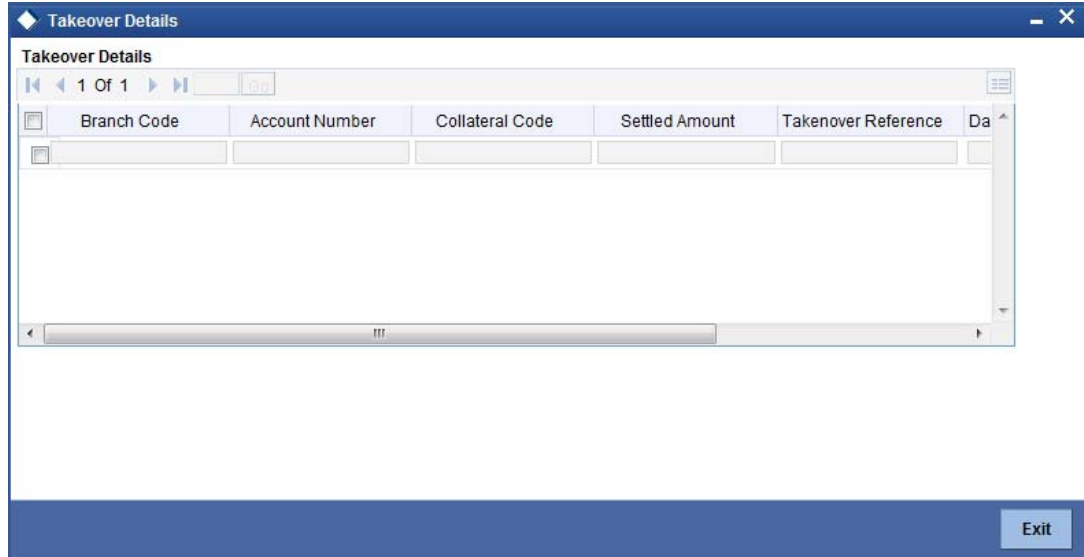 Takeover Details
Takeover Details
1 Of 1 Go
Branch Code Account Number Collateral Code Settled Amount Takenover Reference Da
Exit